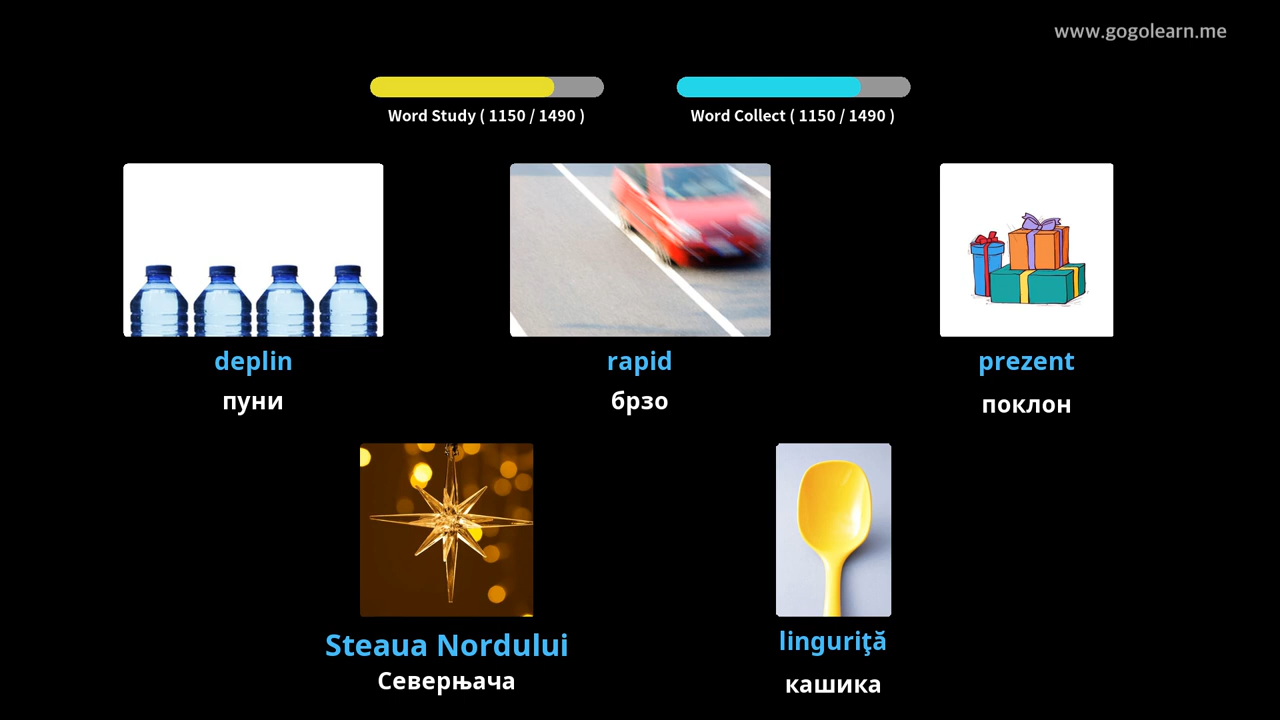 www.gogolearn.me
Word Study ( 1150 / 1490 )
Word Collect ( 1150 / 1490 )
deplin
пуни
rapid
брзо
prezent
поклон
Steaua Nordului
Северњача
linguriţă
кашика